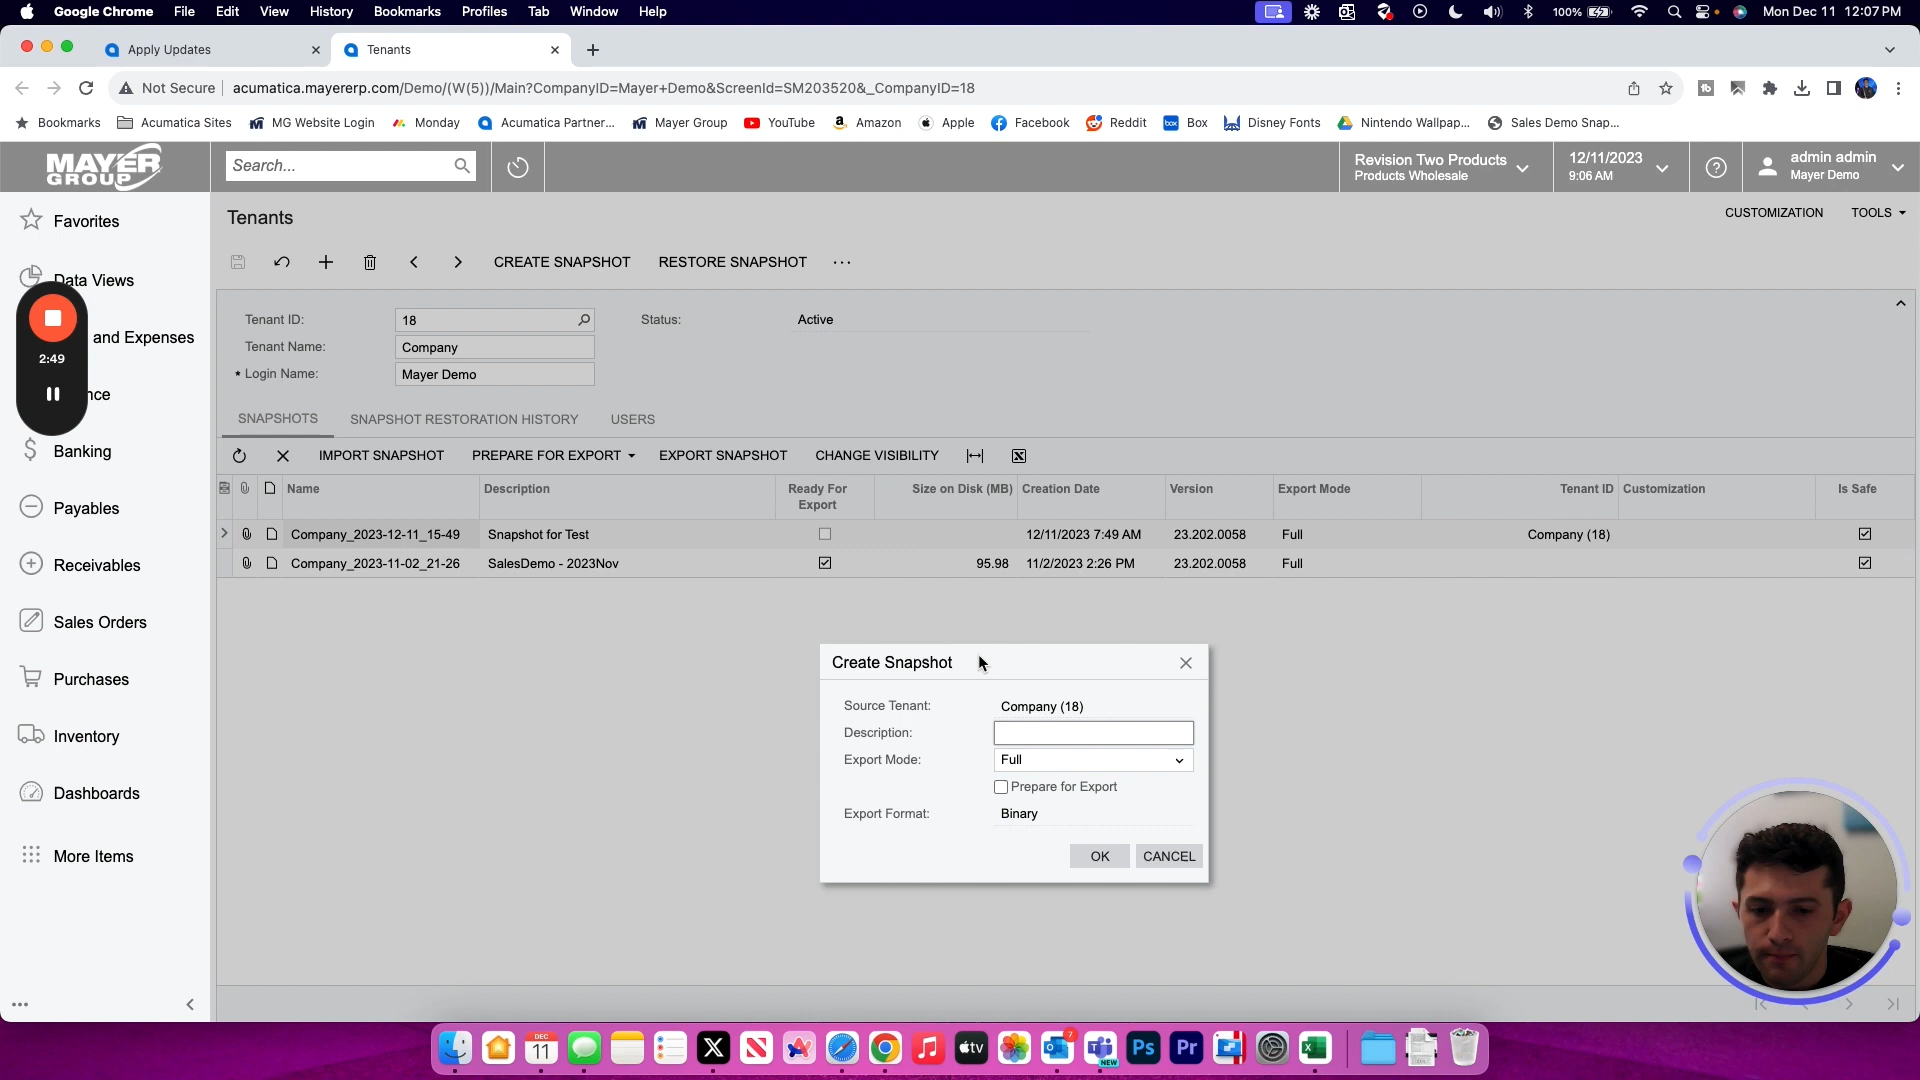 Google Chrome File Edit View History Bookmarks Profiles Tab Window Help 100% Mon Dec 11 12:07 PM
Apply Updates Tenants
Not Secure acumatica.mayererp.com/Demo/(W(5))/Main?CompanyID=Mayer+Demo&ScreenId=SM203520&_CompanyID=18
Bookmarks Acumatica Sites MG Website Login Monday Acumatica Partner... Mayer Group YouTube Amazon Apple Facebook Reddit Box Disney Fonts Nintendo Wallpap... Sales Demo Snap...
MAYER
GROUP
Search...
Revision Two Products
Products Wholesale
12/11/2023
9:06 AM
admin admin
Mayer Demo
Favorites
Data Views
and Expenses
2:49
nce
Banking
Payables
Receivables
Sales Orders
Purchases
Inventory
Dashboards
More Items
Tenants
CUSTOMIZATION TOOLS
CREATE SNAPSHOT RESTORE SNAPSHOT
Tenant ID: 18 Status: Active
Tenant Name: Company
* Login Name: Mayer Demo
SNAPSHOTS SNAPSHOT RESTORATION HISTORY USERS
IMPORT SNAPSHOT PREPARE FOR EXPORT EXPORT SNAPSHOT CHANGE VISIBILITY
Name Description Ready For Export Size on Disk (MB) Creation Date Version Export Mode Tenant ID Customization Is Safe
Company_2023-12-11_15-49 Snapshot for Test 12/11/2023 7:49 AM 23.202.0058 Full Company (18)
Company_2023-11-02_21-26 SalesDemo - 2023Nov 95.98 11/2/2023 2:26 PM 23.202.0058 Full
Create Snapshot
Source Tenant: Company (18)
Description:
Export Mode: Full
Prepare for Export
Export Format: Binary
OK CANCEL
DEC
11
tv
7
NEW
Ps
Pr